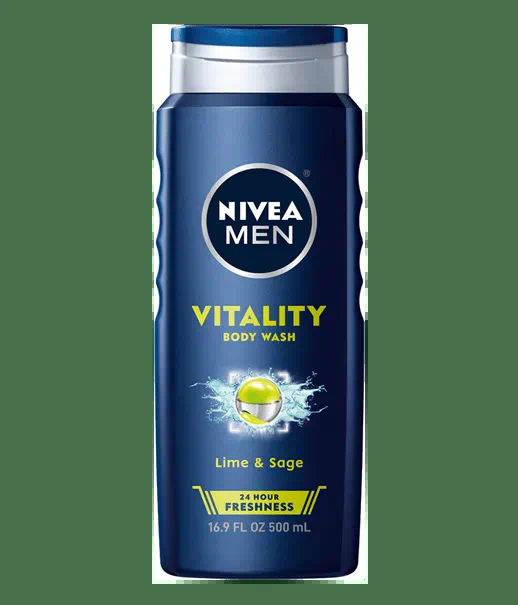 ®
NIVEA
MEN
VITALITY
BODY WASH
Lime & Sage
24 HOUR
FRESHNESS
16.9 FL OZ 500 mL